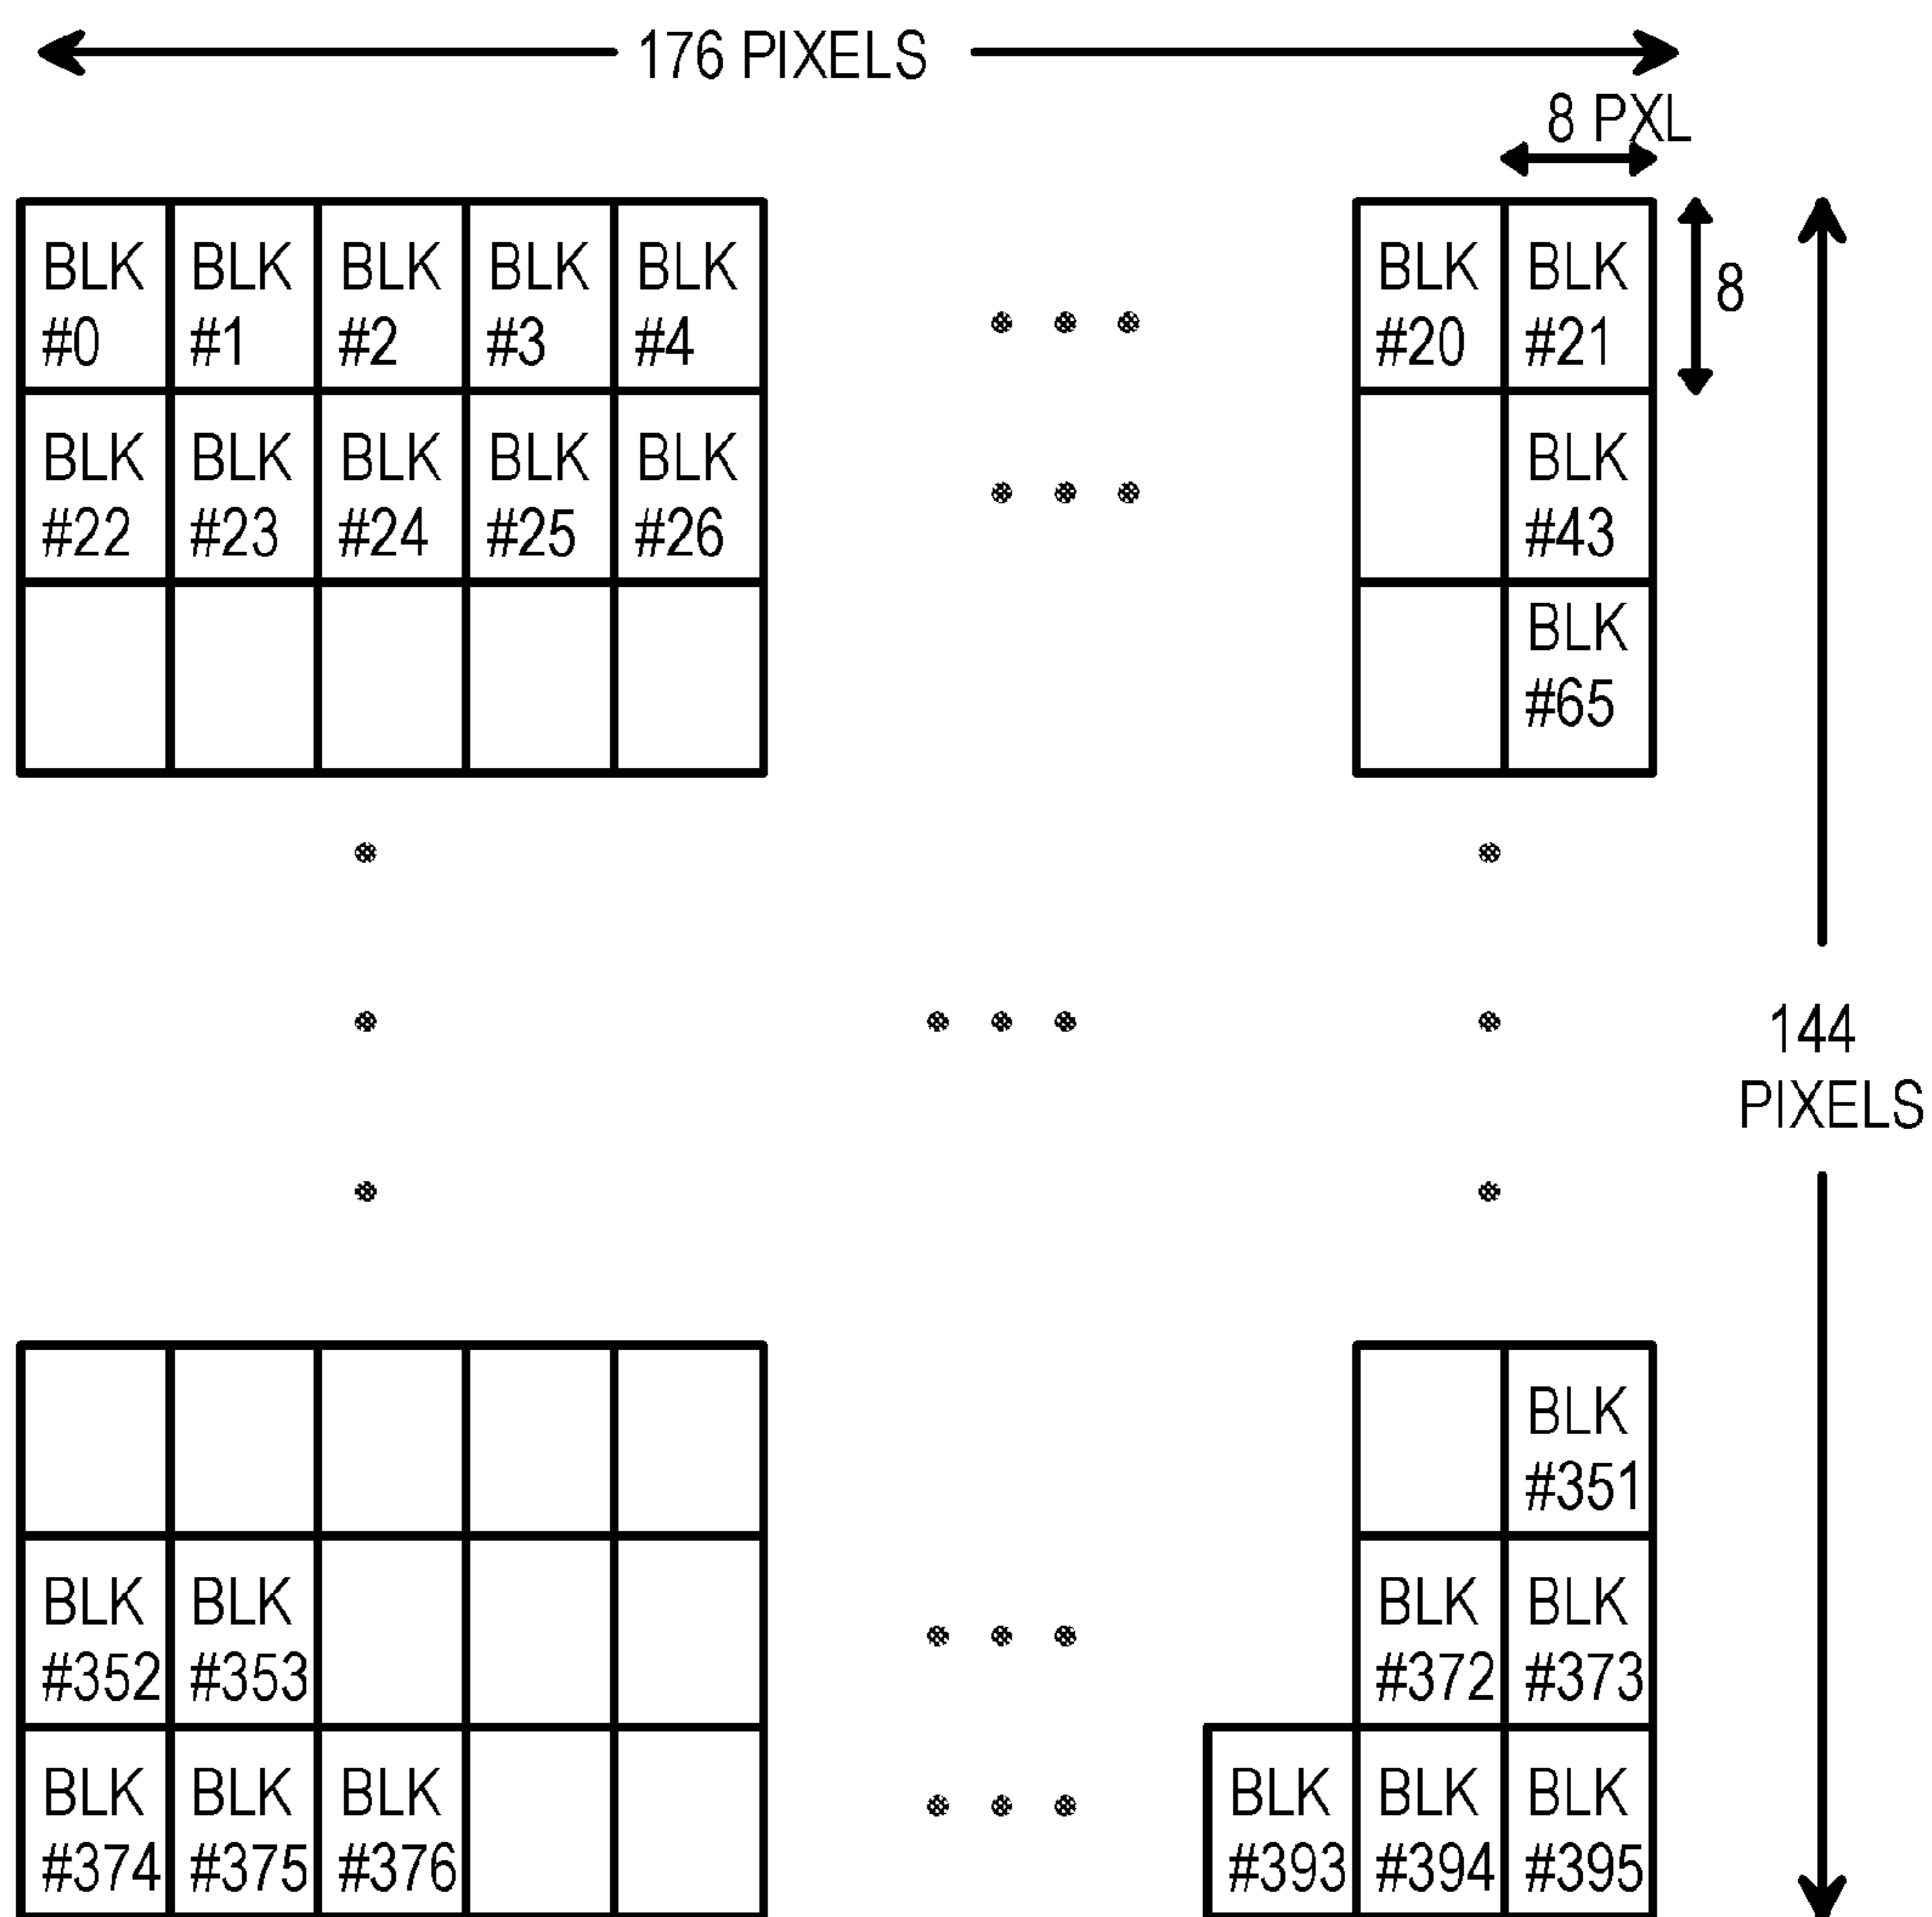 176 PIXELS
8 PXL
BLK BLK BLK BLK BLK BLK BLK
#0 #1 #2 #3 #4 #20 #21
8
BLK BLK BLK BLK BLK BLK
#22 #23 #24 #25 #26 #43
BLK
#65
144
PIXELS
BLK
#351
BLK BLK BLK BLK
#352 #353 #372 #373
BLK BLK BLK BLK BLK BLK
#374 #375 #376 #393 #394 #395